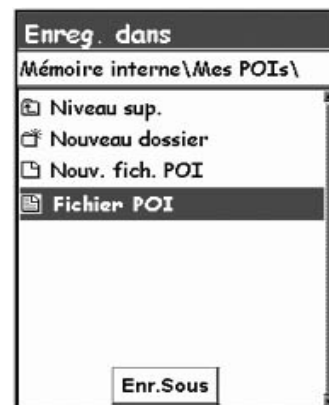 Enreg. dans
Mémoire interne\Mes POIs\
Niveau sup.
Nouveau dossier
Nouv. fich. POI
Fichier POI
Enr.Sous